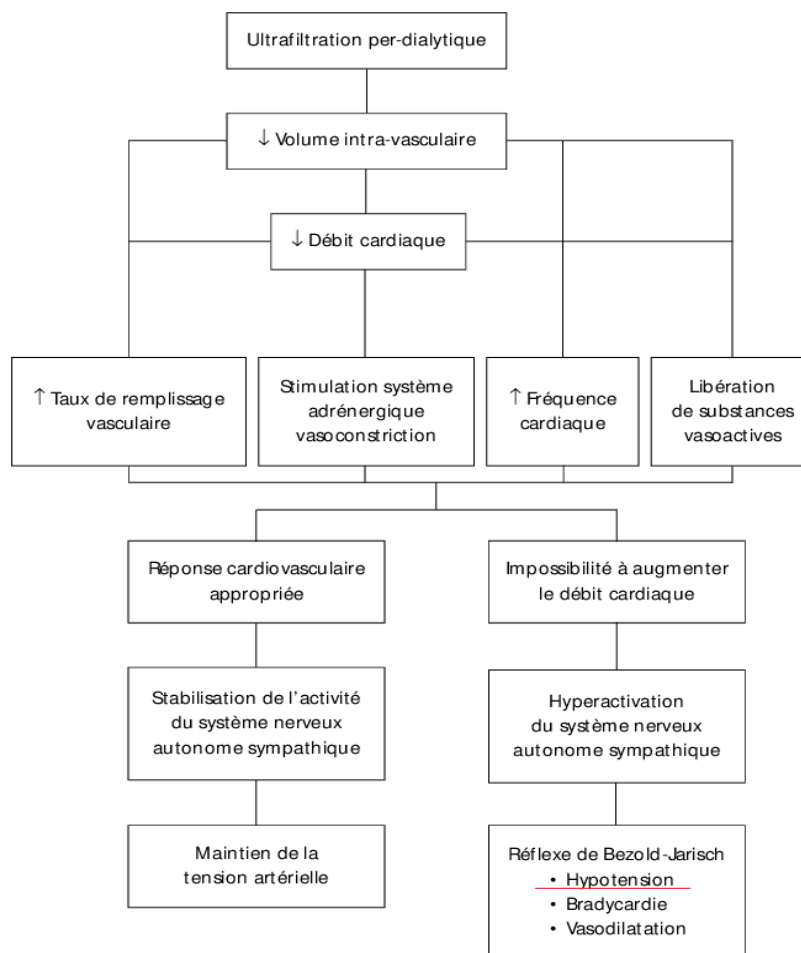 Ultrafiltration per-dialytique
↓ Volume intra-vasculaire
↓ Débit cardiaque
↑ Taux de remplissage
vasculaire
Stimulation système
adrénergique
vasoconstriction
↑ Fréquence
cardiaque
Libération
de substances
vasoactives
Réponse cardiovasculaire
appropriée
Impossibilité à augmenter
le débit cardiaque
Stabilisation de l'activité
du système nerveux
autonome sympathique
Hyperactivation
du système nerveux
autonome sympathique
Maintien de la
tension artérielle
Réflexe de Bezold-Jarisch
• Hypotension
• Bradycardie
• Vasodilatation